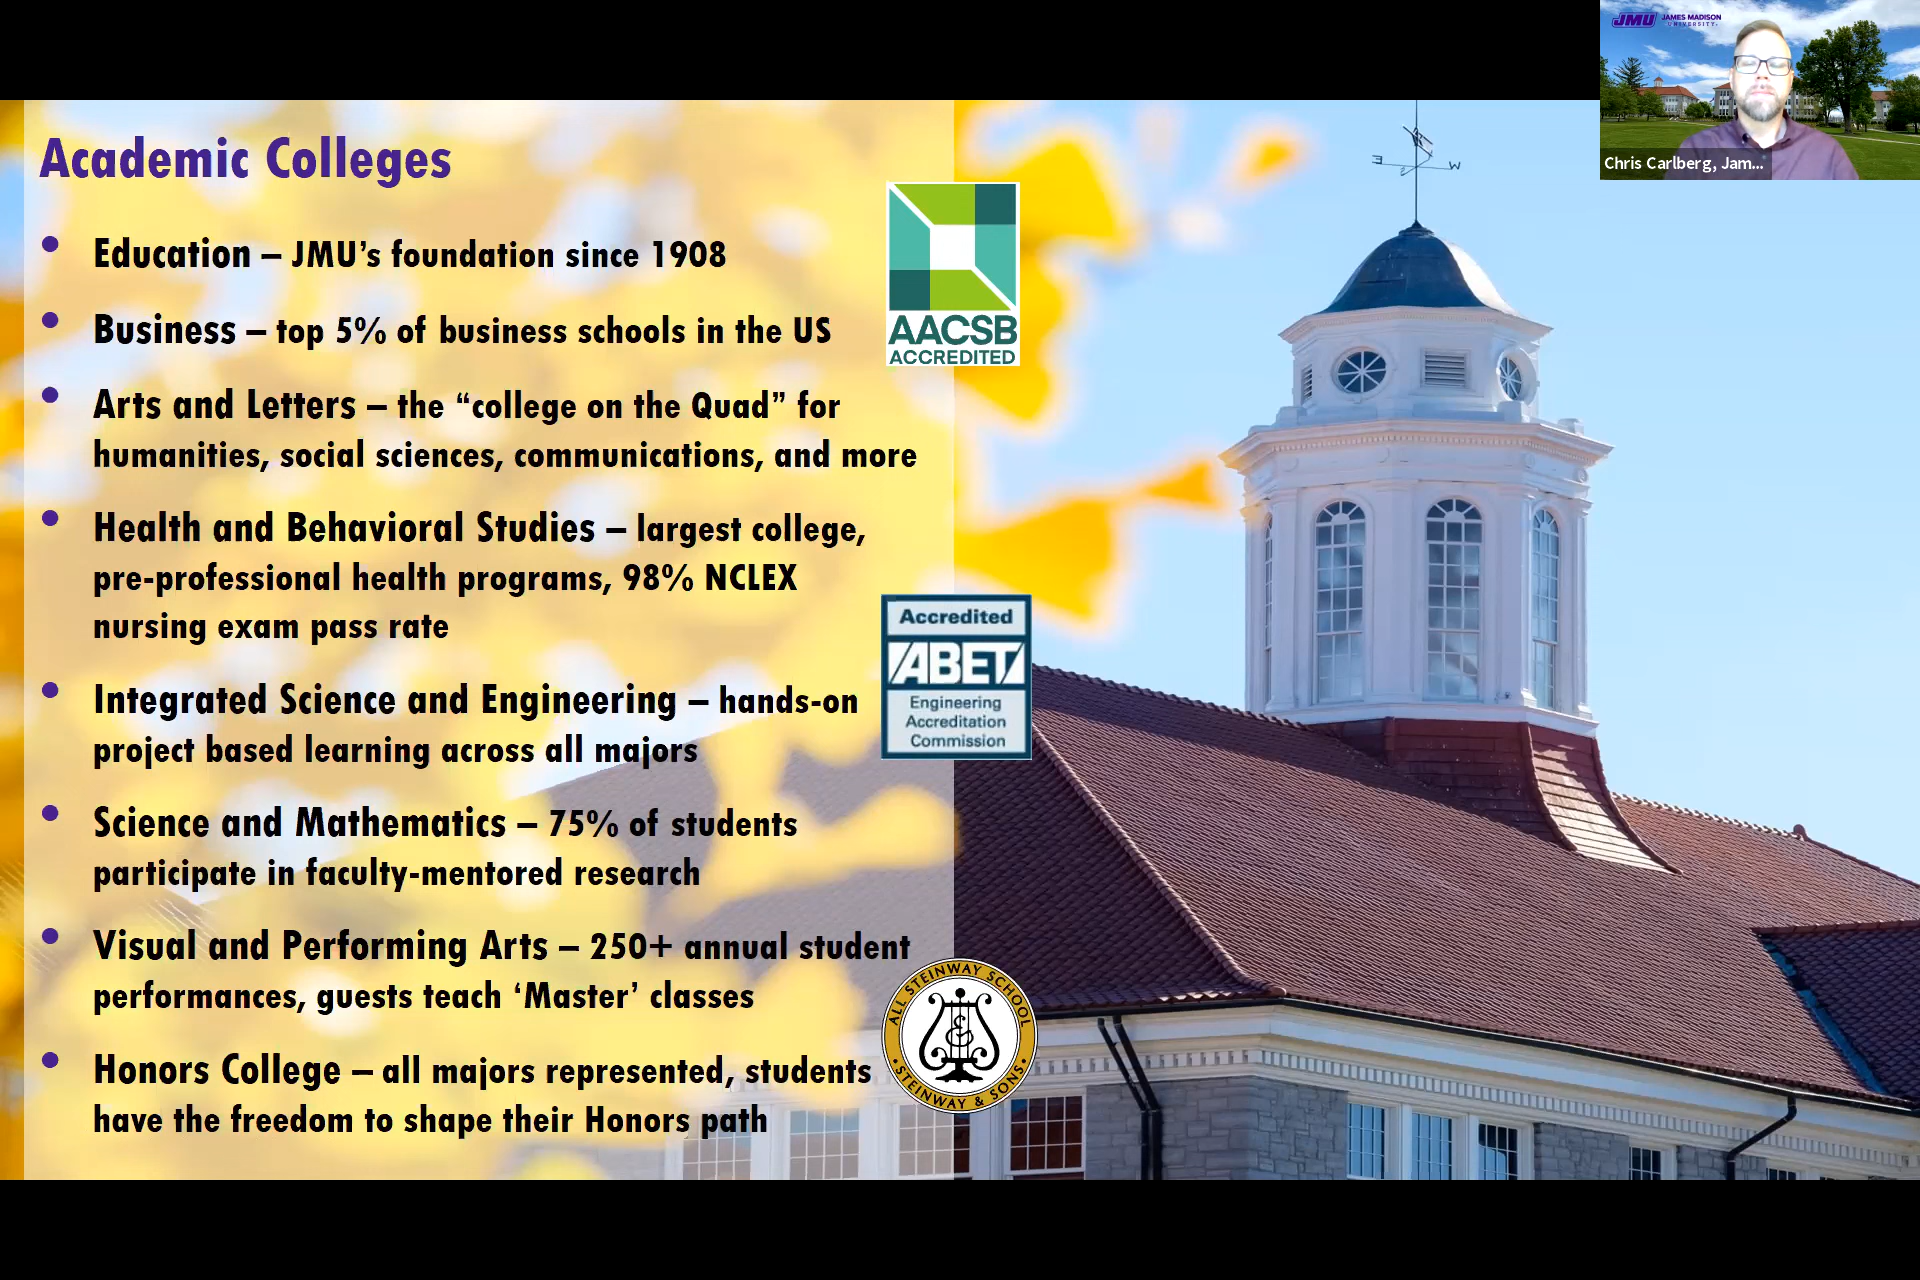 JMU JAMES MADISON
UNIVERSITY.
Chris Carlberg, Jam...
Academic Colleges
• Education – JMU’s foundation since 1908
• Business – top 5% of business schools in the US
• Arts and Letters – the “college on the Quad” for
humanities, social sciences, communications, and more
• Health and Behavioral Studies – largest college,
pre-professional health programs, 98% NCLEX
nursing exam pass rate
• Integrated Science and Engineering – hands-on
project based learning across all majors
• Science and Mathematics – 75% of students
participate in faculty-mentored research
• Visual and Performing Arts – 250+ annual student
performances, guests teach ‘Master’ classes
• Honors College – all majors represented, students
have the freedom to shape their Honors path
AACSB
ACCREDITED
Accredited
ABET
Engineering
Accreditation
Commission
ALL STEINWAY SCHOOL
&
• STEINWAY & SONS •
E
W